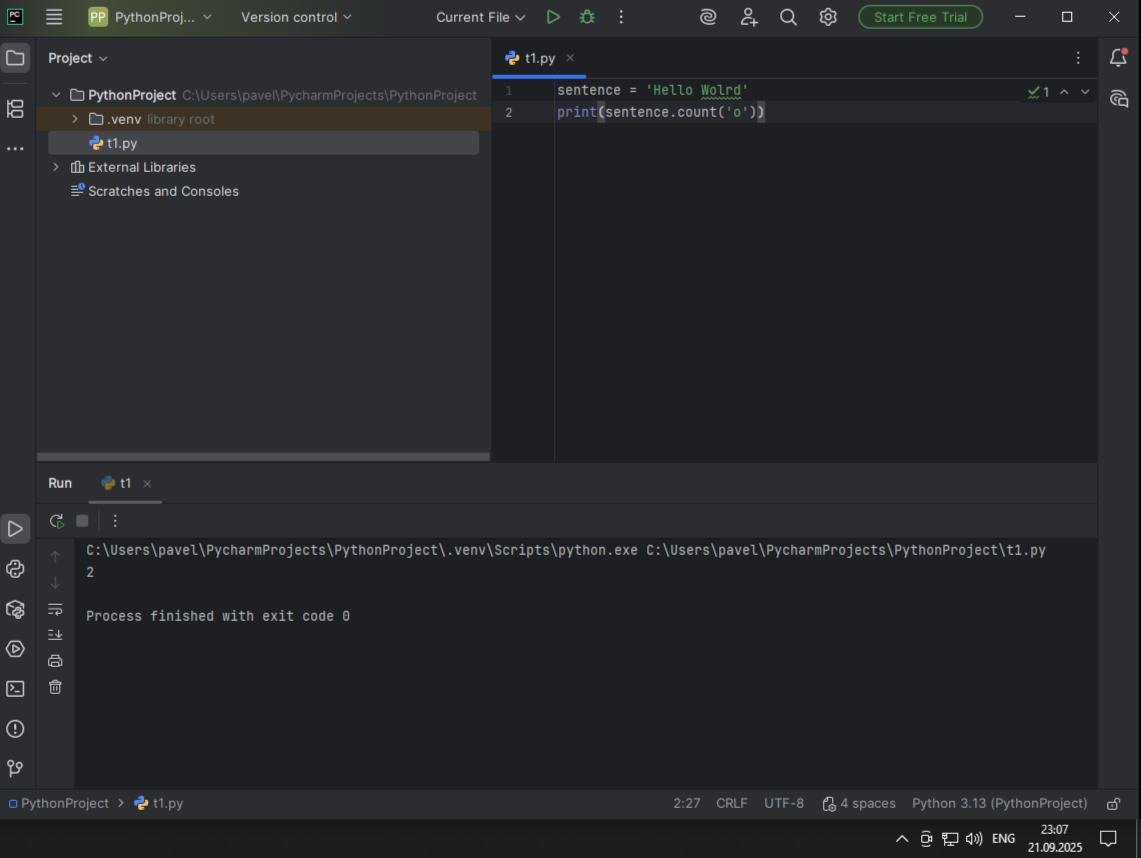 PC
PP PythonProj... Version control Current File Start Free Trial
Project
PythonProject C:\Users\pavel\PycharmProjects\PythonProject
.venv library root
t1.py
External Libraries
Scratches and Consoles
t1.py
1 sentence = 'Hello Wolrd'
2 print(sentence.count('o'))
1
Run t1
C:\Users\pavel\PycharmProjects\PythonProject\.venv\Scripts\python.exe C:\Users\pavel\PycharmProjects\PythonProject\t1.py
2
Process finished with exit code 0
PythonProject t1.py 2:27 CRLF UTF-8 4 spaces Python 3.13 (PythonProject)
ENG
23:07
21.09.2025